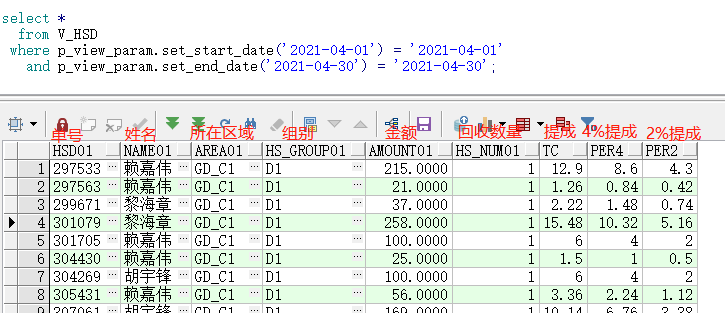 select *
from V_HSD
where p_view_param.set_start_date('2021-04-01') = '2021-04-01'
and p_view_param.set_end_date('2021-04-30') = '2021-04-30';
单号 姓名 所在区域 组别 金额 回收数量 提成 4%提成 2%提成
HSD01 NAME01 AREA01 HS_GROUP01 AMOUNT01 HS_NUM01 TC PER4 PER2
1 297533 ··· 赖嘉伟 ··· GD_C1 ··· D1 ··· 215.0000 1 12.9 8.6 4.3
2 297563 ··· 赖嘉伟 ··· GD_C1 ··· D1 ··· 21.0000 1 1.26 0.84 0.42
3 299671 ··· 黎海章 ··· GD_C1 ··· D1 ··· 37.0000 1 2.22 1.48 0.74
4 301079 ··· 黎海章 ··· GD_C1 ··· D1 ··· 258.0000 1 15.48 10.32 5.16
5 301705 ··· 赖嘉伟 ··· GD_C1 ··· D1 ··· 100.0000 1 6 4 2
6 304430 ··· 赖嘉伟 ··· GD_C1 ··· D1 ··· 25.0000 1 1.5 1 0.5
7 304269 ··· 胡宇锋 ··· GD_C1 ··· D1 ··· 100.0000 1 6 4 2
8 305431 ··· 赖嘉伟 ··· GD_C1 ··· D1 ··· 56.0000 1 3.36 2.24 1.12